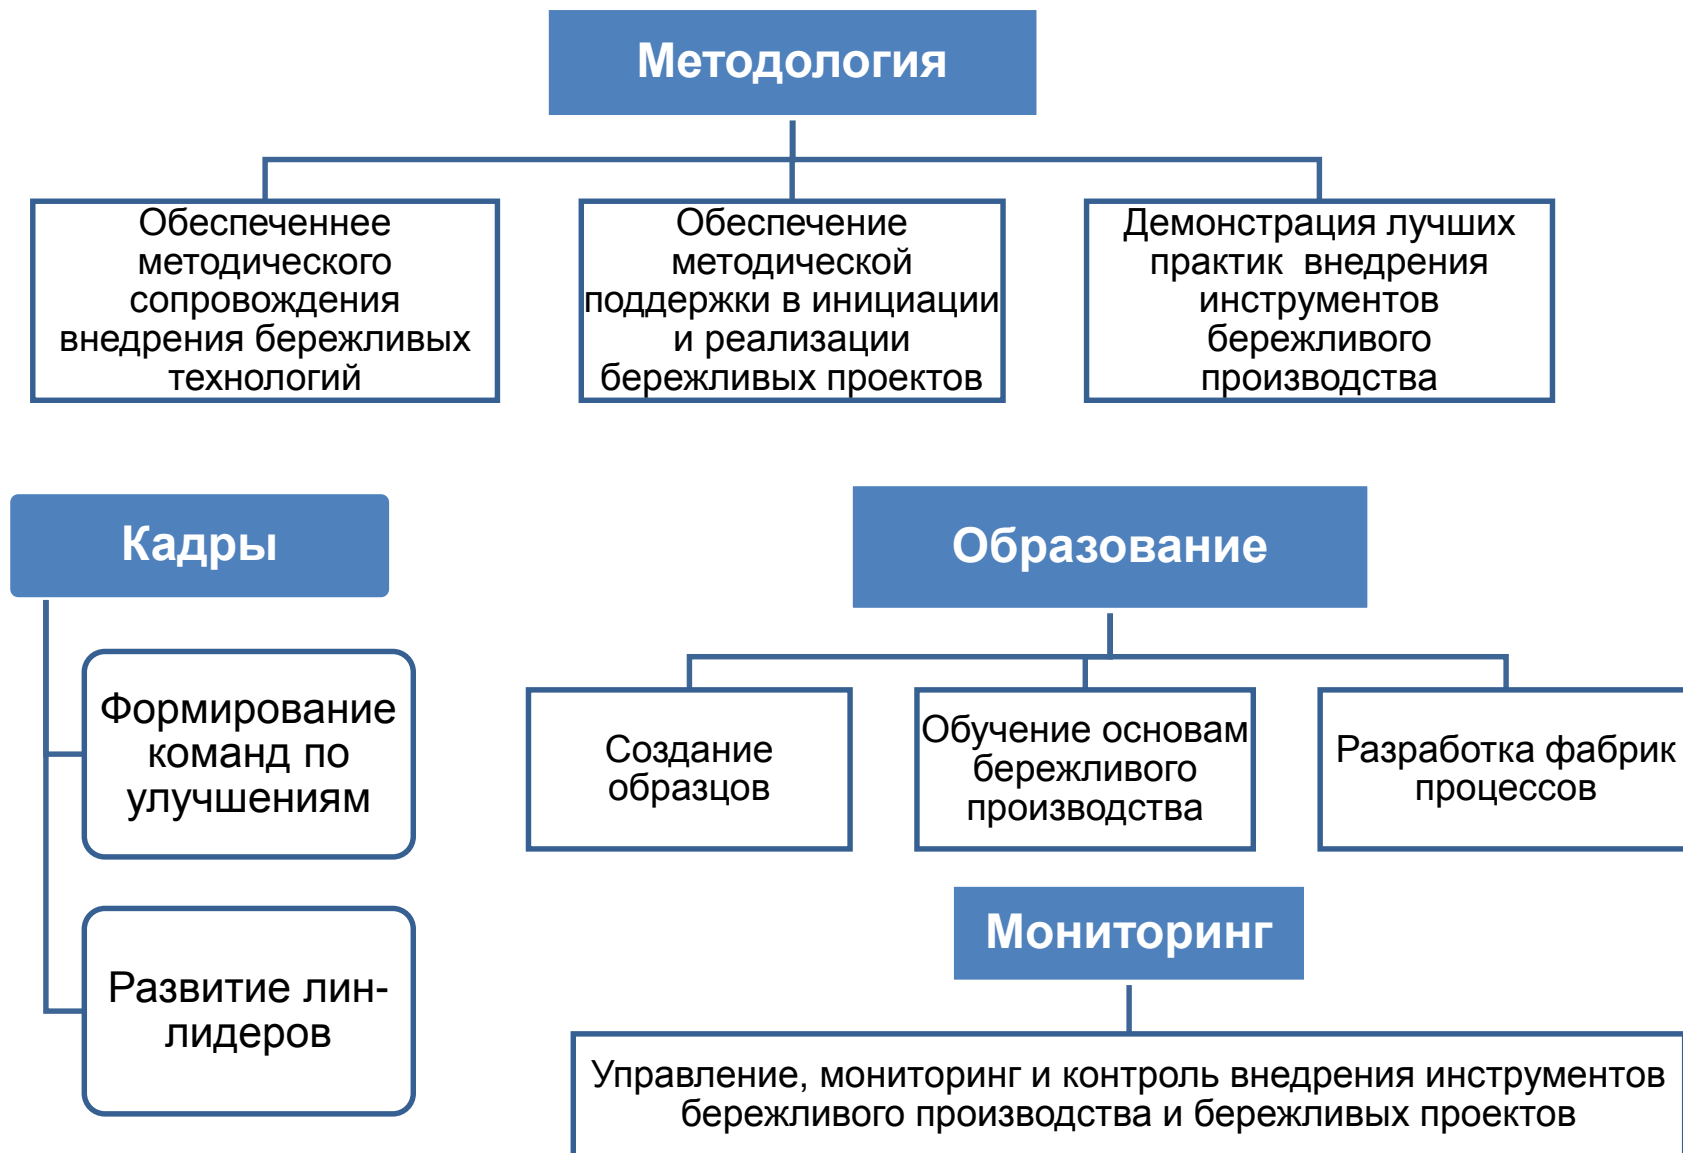 Методология
Обеспеченнее
методического
сопровождения
внедрения бережливых
технологий
Обеспечение
методической
поддержки в инициации
и реализации
бережливых проектов
Демонстрация лучших
практик внедрения
инструментов
бережливого
производства
Кадры
Формирование
команд по
улучшениям
Развитие лин-
лидеров
Образование
Создание
образцов
Обучение основам
бережливого
производства
Разработка фабрик
процессов
Мониторинг
Управление, мониторинг и контроль внедрения инструментов
бережливого производства и бережливых проектов